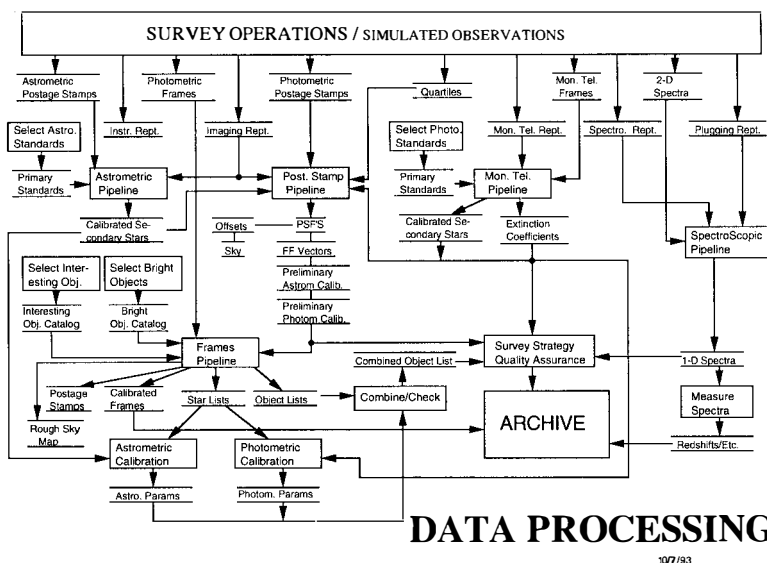 SURVEY OPERATIONS / SIMULATED OBSERVATIONS
Astrometric
Postage Stamps
Photometric
Frames
Photometric
Postage Stamps
Quartiles
Mon. Tel.
Frames
2-D
Spectra
Instr. Rept.
Imaging Rept.
Mon. Tel. Rept.
Spectro. Rept.
Plugging Rept.
Select Astro.
Standards
Select Photo.
Standards
Primary
Standards
Astrometric
Pipeline
Post. Stamp
Pipeline
Primary
Standards
Mon. Tel.
Pipeline
Calibrated Se-
condary Stars
Offsets
PSF'S
Sky
FF Vectors
Preliminary
Astrom Calib.
Preliminary
Photom Calib.
Calibrated Se-
condary Stars
Extinction
Coefficients
SpectroScopic
Pipeline
Select Inter-
esting Obj.
Select Bright
Objects
Interesting
Obj. Catalog
Bright
Obj. Catalog
Frames
Pipeline
Combined Object List
Survey Strategy
Quality Assurance
1-D Spectra
Postage
Stamps
Calibrated
Frames
Star Lists
Object Lists
Combine/Check
ARCHIVE
Measure
Spectra
Rough Sky
Map
Redshifts/Etc.
Astrometric
Calibration
Photometric
Calibration
Astro. Params
Photom. Params
DATA PROCESSING
10/7/93